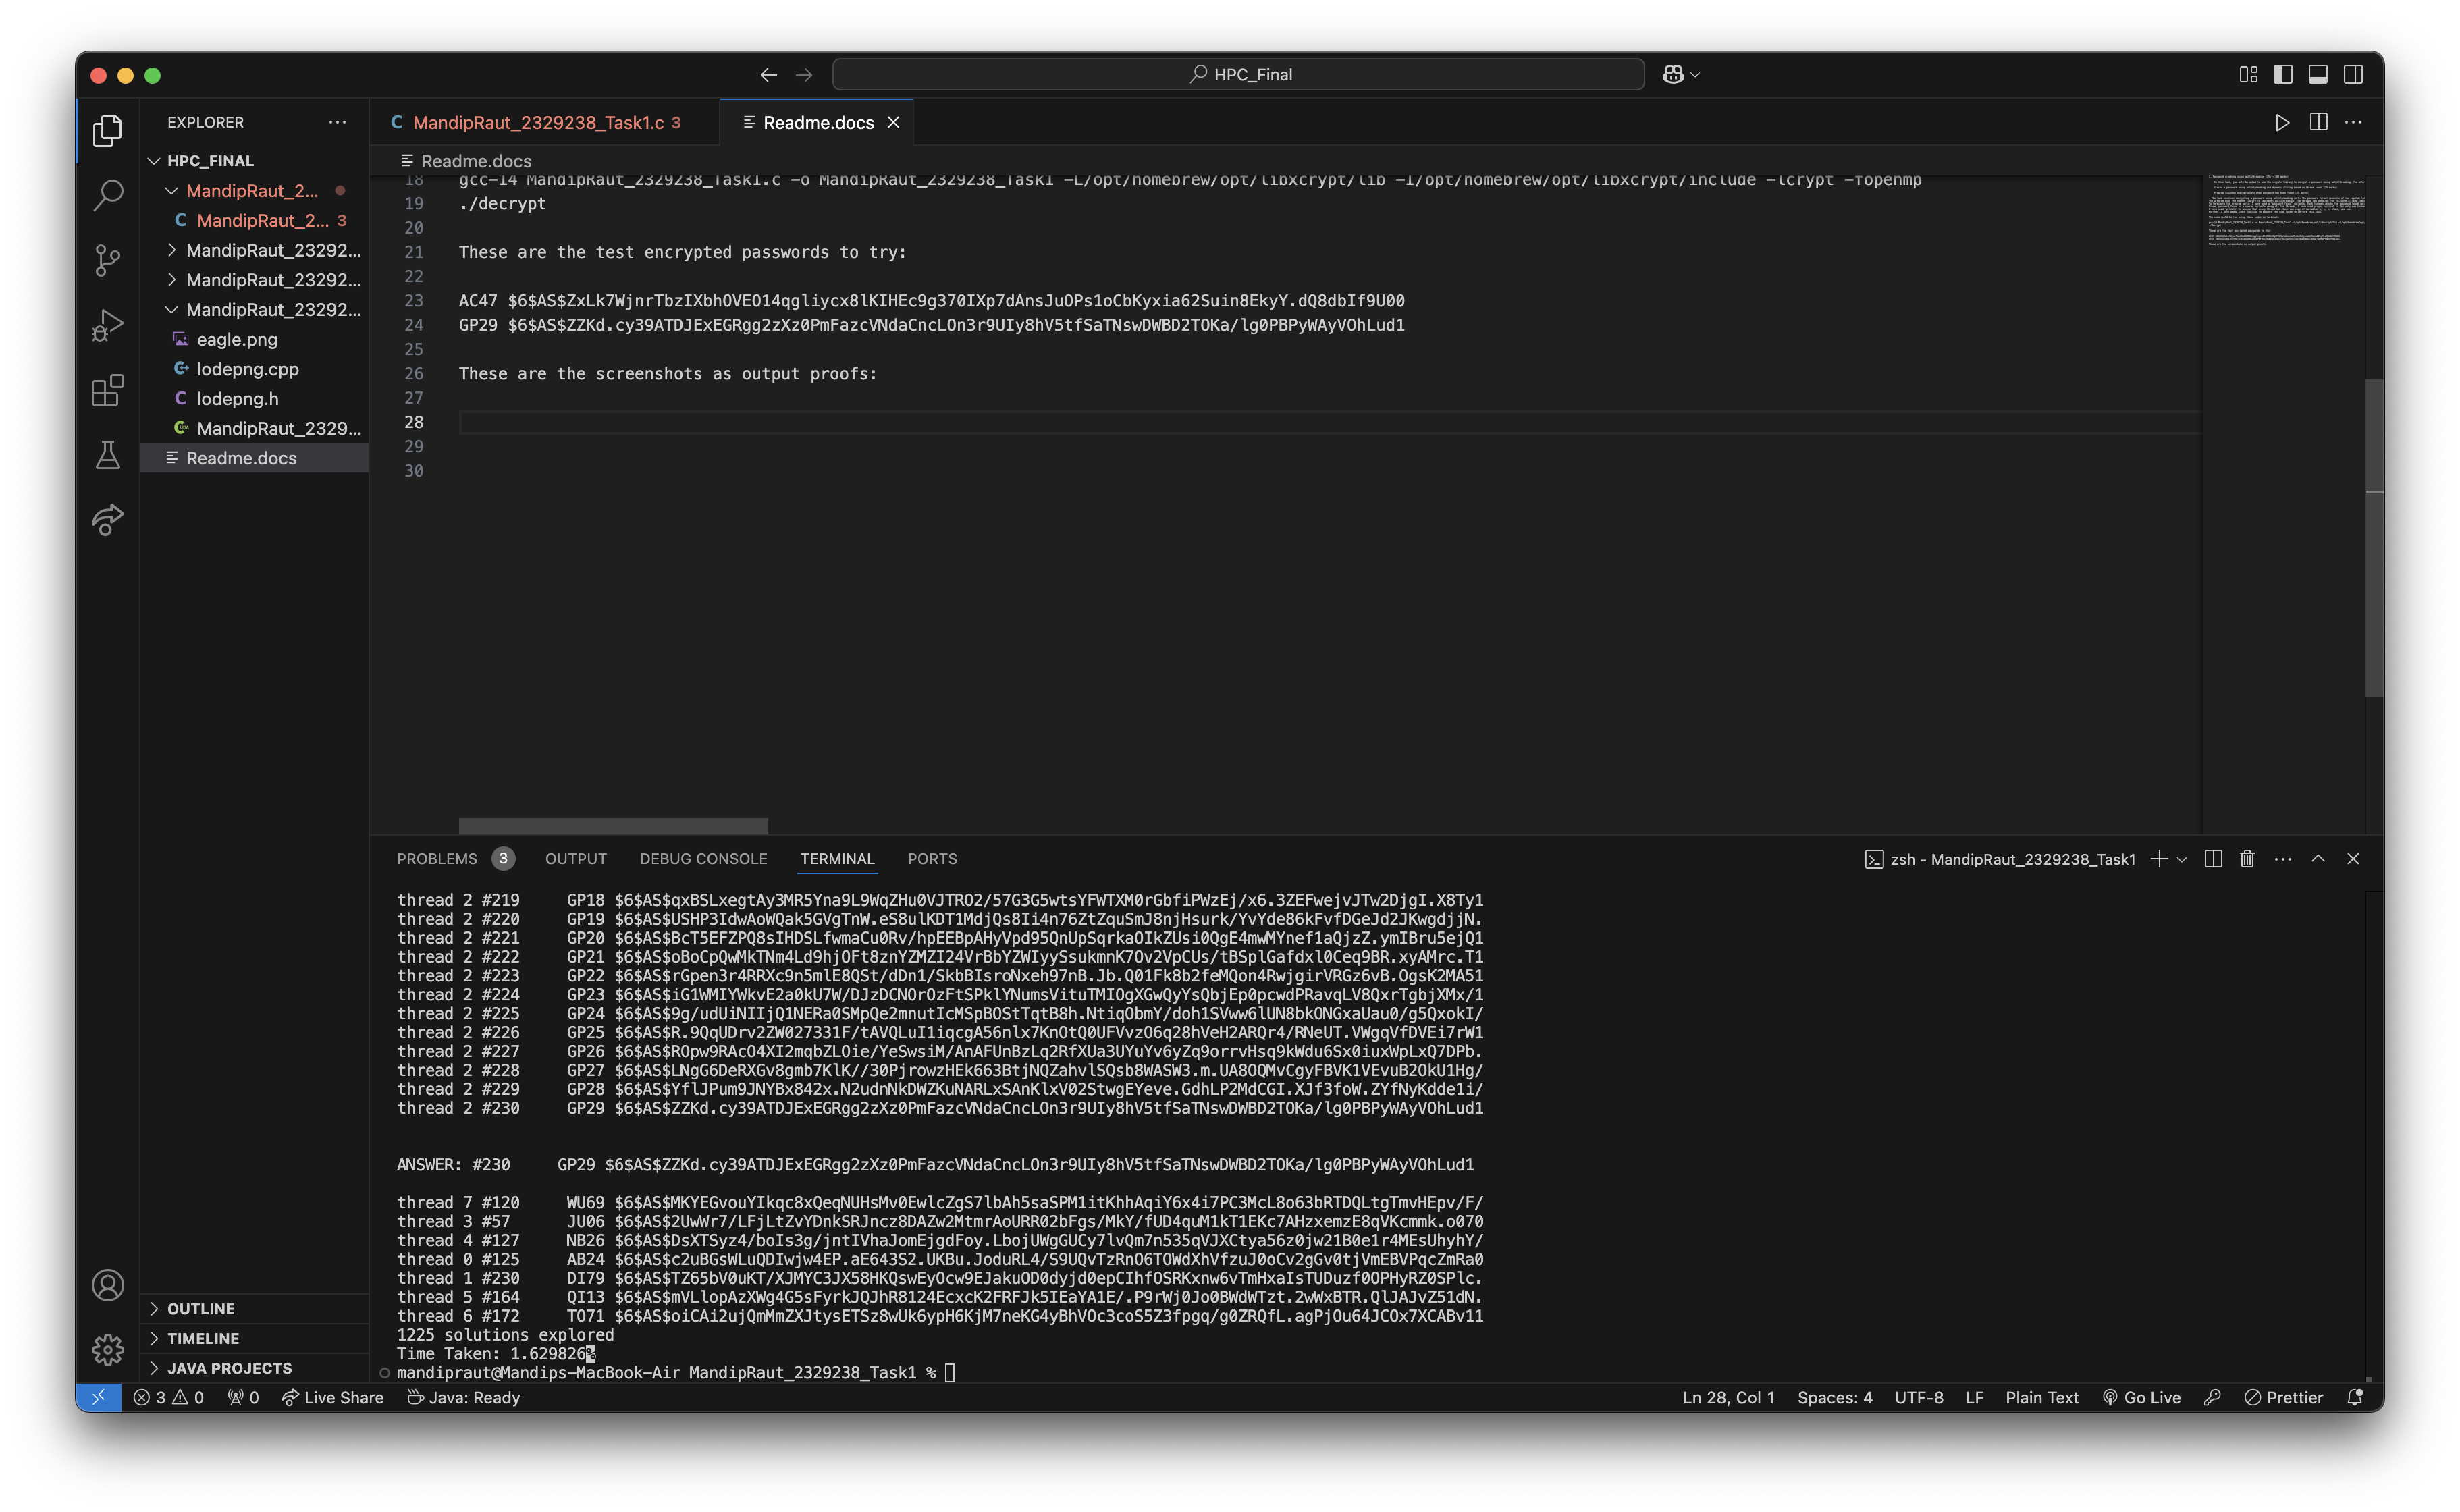 HPC_Final
EXPLORER
HPC_FINAL
MandipRaut_2...
MandipRaut_2... 3
MandipRaut_23292...
MandipRaut_23292...
MandipRaut_23292...
eagle.png
lodepng.cpp
lodepng.h
MandipRaut_2329...
Readme.docs
OUTLINE
TIMELINE
JAVA PROJECTS
MandipRaut_2329238_Task1.c 3
Readme.docs
Readme.docs
18 gcc-14 MandipRaut_2329238_Task1.c -o MandipRaut_2329238_Task1 -L/opt/homebrew/opt/libxcrypt/lib -I/opt/homebrew/opt/libxcrypt/include -lcrypt -fopenmp
19 ./decrypt
20
21 These are the test encrypted passwords to try:
22
23 AC47 $6$AS$ZxLk7WjnrTbzIXbhOVEO14qgliycx8lKIHEc9g370IXp7dAnsJuOPs1oCbKyxia62Suin8EkyY.dQ8dbIf9U00
24 GP29 $6$AS$ZZKd.cy39ATDJExEGRgg2zXz0PmFazcVNdaCncLOn3r9UIy8hV5tfSaTNswDWBD2TOKa/lg0PBPyWAyVOhLud1
25
26 These are the screenshots as output proofs:
27
28
29
30
PROBLEMS 3 OUTPUT DEBUG CONSOLE TERMINAL PORTS
zsh - MandipRaut_2329238_Task1
thread 2 #219 GP18 $6$AS$qxBSLxegtAy3MR5Yna9L9WqZHu0VJTRO2/57G3G5wtsYFWTXM0rGbfiPWzEj/x6.3ZEFwejvJTw2DjgI.X8Ty1
thread 2 #220 GP19 $6$AS$USHP3IdwAoWQak5GVgTnW.eS8ulKDT1MdjQs8Ii4n76ZtZquSmJ8njHsurk/YvYde86kFvfDGeJd2JKwgdjjN.
thread 2 #221 GP20 $6$AS$BcT5EFZPQ8sIHDSLfwmaCu0Rv/hpEEBpAHyVpd95QnUpSqrkaOIkZUsi0QgE4mwMYnef1aQjzZ.ymIBru5ejQ1
thread 2 #222 GP21 $6$AS$oBoCpQwMkTNm4Ld9hjOFt8znYZMZI24VrBbYZWIyySsukmnK7Ov2VpCUs/tBSplGafdxl0Ceq9BR.xyAMrc.T1
thread 2 #223 GP22 $6$AS$rGpen3r4RRXc9n5mlE8QSt/dDn1/SkbBIsroNxeh97nB.Jb.Q01Fk8b2feMQon4RwjgirVRGz6vB.OgsK2MA51
thread 2 #224 GP23 $6$AS$iG1WMIYWkvE2a0kU7W/DJzDCNOrOzFtSPklYNumsVituTMIOgXGwQyYsQbjEp0pcwdPRavqLV8QxrTgbjXMx/1
thread 2 #225 GP24 $6$AS$9g/udUiNIIjQ1NERa0SMpQe2mnutIcMSpBOStTqtB8h.NtiqObmY/doh1SVww6lUN8bkONGxaUau0/g5QxokI/
thread 2 #226 GP25 $6$AS$R.9QqUDrv2ZW027331F/tAVQLuI1iqcgA56nlx7KnOtQ0UFVvzO6q28hVeH2ARQr4/RNeUT.VWgqVfDVEi7rW1
thread 2 #227 GP26 $6$AS$ROpw9RAcO4XI2mqbZLOie/YeSwsiM/AnAFUnBzLq2RfXUa3UYuYv6yZq9orrvHsq9kWdu6Sx0iuxWpLxQ7DPb.
thread 2 #228 GP27 $6$AS$LNgG6DeRXGv8gmb7KlK//30PjrowzHEk663BtjNQZahvlSQsb8WASW3.m.UA8OQMvCgyFBVK1VEvuB2OkU1Hg/
thread 2 #229 GP28 $6$AS$YflJPum9JNYBx842x.N2udnNkDWZKuNARLxSAnKlxV02StwgEYeve.GdhLP2MdCGI.XJf3foW.ZYfNyKdde1i/
thread 2 #230 GP29 $6$AS$ZZKd.cy39ATDJExEGRgg2zXz0PmFazcVNdaCncLOn3r9UIy8hV5tfSaTNswDWBD2TOKa/lg0PBPyWAyVOhLud1
ANSWER: #230 GP29 $6$AS$ZZKd.cy39ATDJExEGRgg2zXz0PmFazcVNdaCncLOn3r9UIy8hV5tfSaTNswDWBD2TOKa/lg0PBPyWAyVOhLud1
thread 7 #120 WU69 $6$AS$MKYEGvouYIkqc8xQeqNUHsMv0EwlcZgS7lbAh5saSPM1itKhhAqiY6x4i7PC3McL8o63bRTDQLtgTmvHEpv/F/
thread 3 #57 JU06 $6$AS$2UwWr7/LFjLtZvYDnkSRJncz8DAZw2MtmrAoURR02bFgs/MkY/fUD4quM1kT1EKc7AHzxemzE8qVKcmmk.o070
thread 4 #127 NB26 $6$AS$DsXTSyz4/boIs3g/jntIVhaJomEjgdFoy.LbojUWgGUCy7lvQm7n535qVJXCtya56z0jw21B0e1r4MEsUhyhY/
thread 0 #125 AB24 $6$AS$c2uBGsWLuQDIwjw4EP.aE643S2.UKBu.JoduRL4/S9UQvTzRnO6TOWdXhVfzuJ0oCv2gGv0tjVmEBVPqcZmRa0
thread 1 #230 DI79 $6$AS$TZ65bV0uKT/XJMYC3JX58HKQswEyOcw9EJakuOD0dyjd0epCIhfOSRKxnw6vTmHxaIsTUDuzf0OPHyRZ0SPlc.
thread 5 #164 QI13 $6$AS$mVLlopAzXWg4G5sFyrkJQJhR8124EcxcK2FRFJk5IEaYA1E/.P9rWj0Jo0BWdWTzt.2wWxBTR.QlJAJvZ51dN.
thread 6 #172 TO71 $6$AS$oiCAi2ujQmMmZXJtysETSz8wUk6ypH6KjM7neKG4yBhVOc3coS5Z3fpgq/g0ZRQfL.agPjOu64JCOx7XCABv11
1225 solutions explored
Time Taken: 1.629826%
mandipraut@Mandips-MacBook-Air MandipRaut_2329238_Task1 %
3 0 0 Live Share Java: Ready Ln 28, Col 1 Spaces: 4 UTF-8 LF Plain Text Go Live Prettier